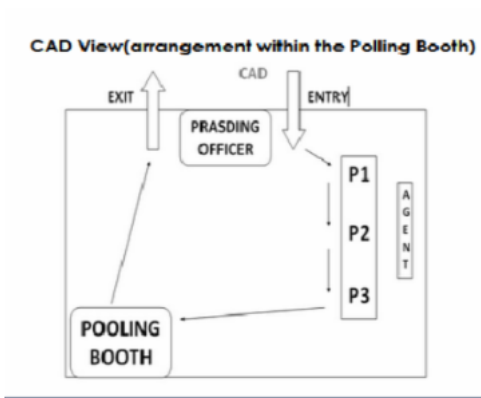 CAD View(arrangement within the Polling Booth)
CAD
EXIT
ENTRY
PRASDING
OFFICER
P1
P2
P3
A
G
E
N
T
POOLING
BOOTH